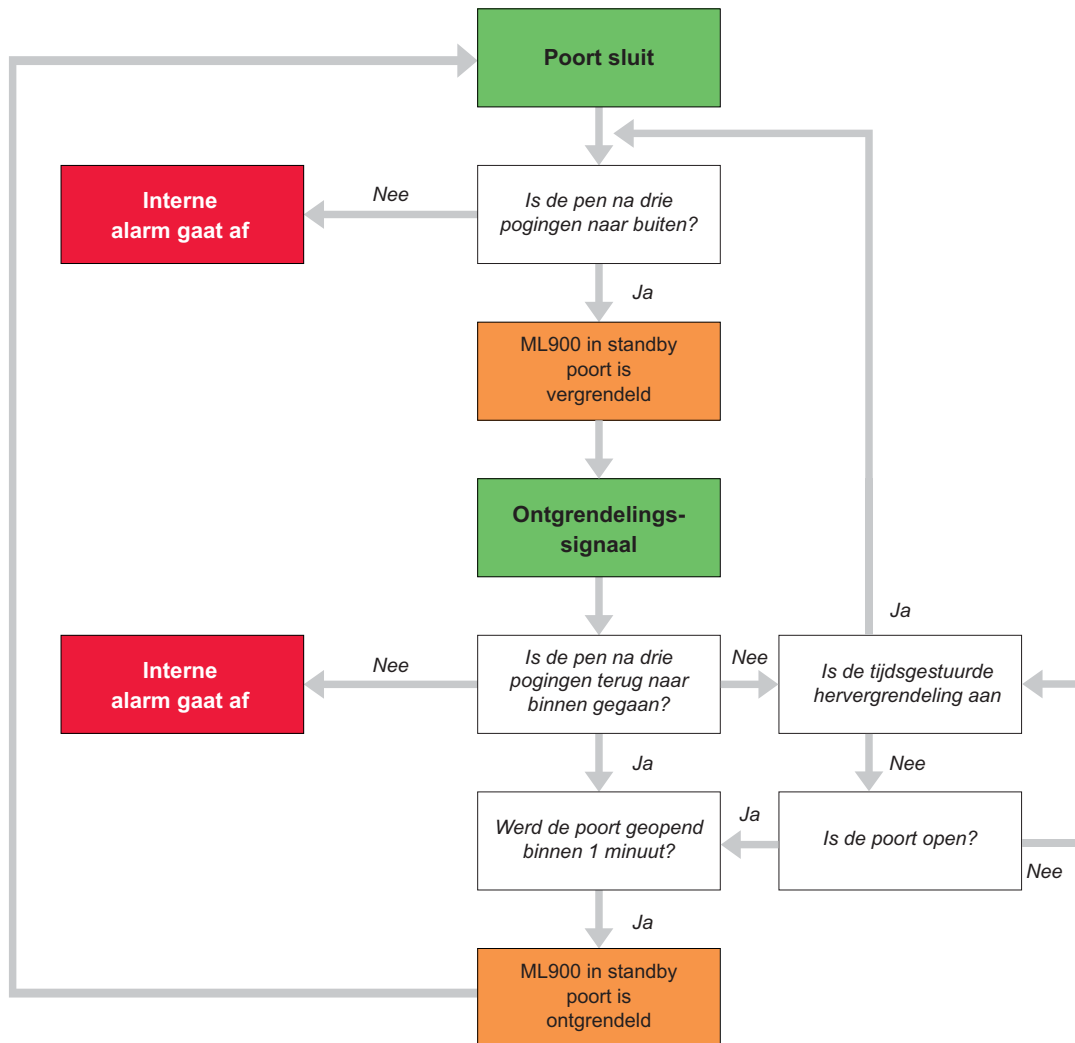 Poort sluit
Interne
alarm gaat af
Nee
Is de pen na drie
pogingen naar buiten?
Ja
ML900 in standby
poort is
vergrendeld
Ontgrendelings-
signaal
Ja
Interne
alarm gaat af
Nee
Is de pen na drie
pogingen terug naar
binnen gegaan?
Nee
Is de tijdsgestuurde
hervergrendeling aan
Ja
Nee
Werd de poort geopend
binnen 1 minuut?
Ja
Is de poort open?
Nee
Ja
ML900 in standby
poort is
ontgrendeld